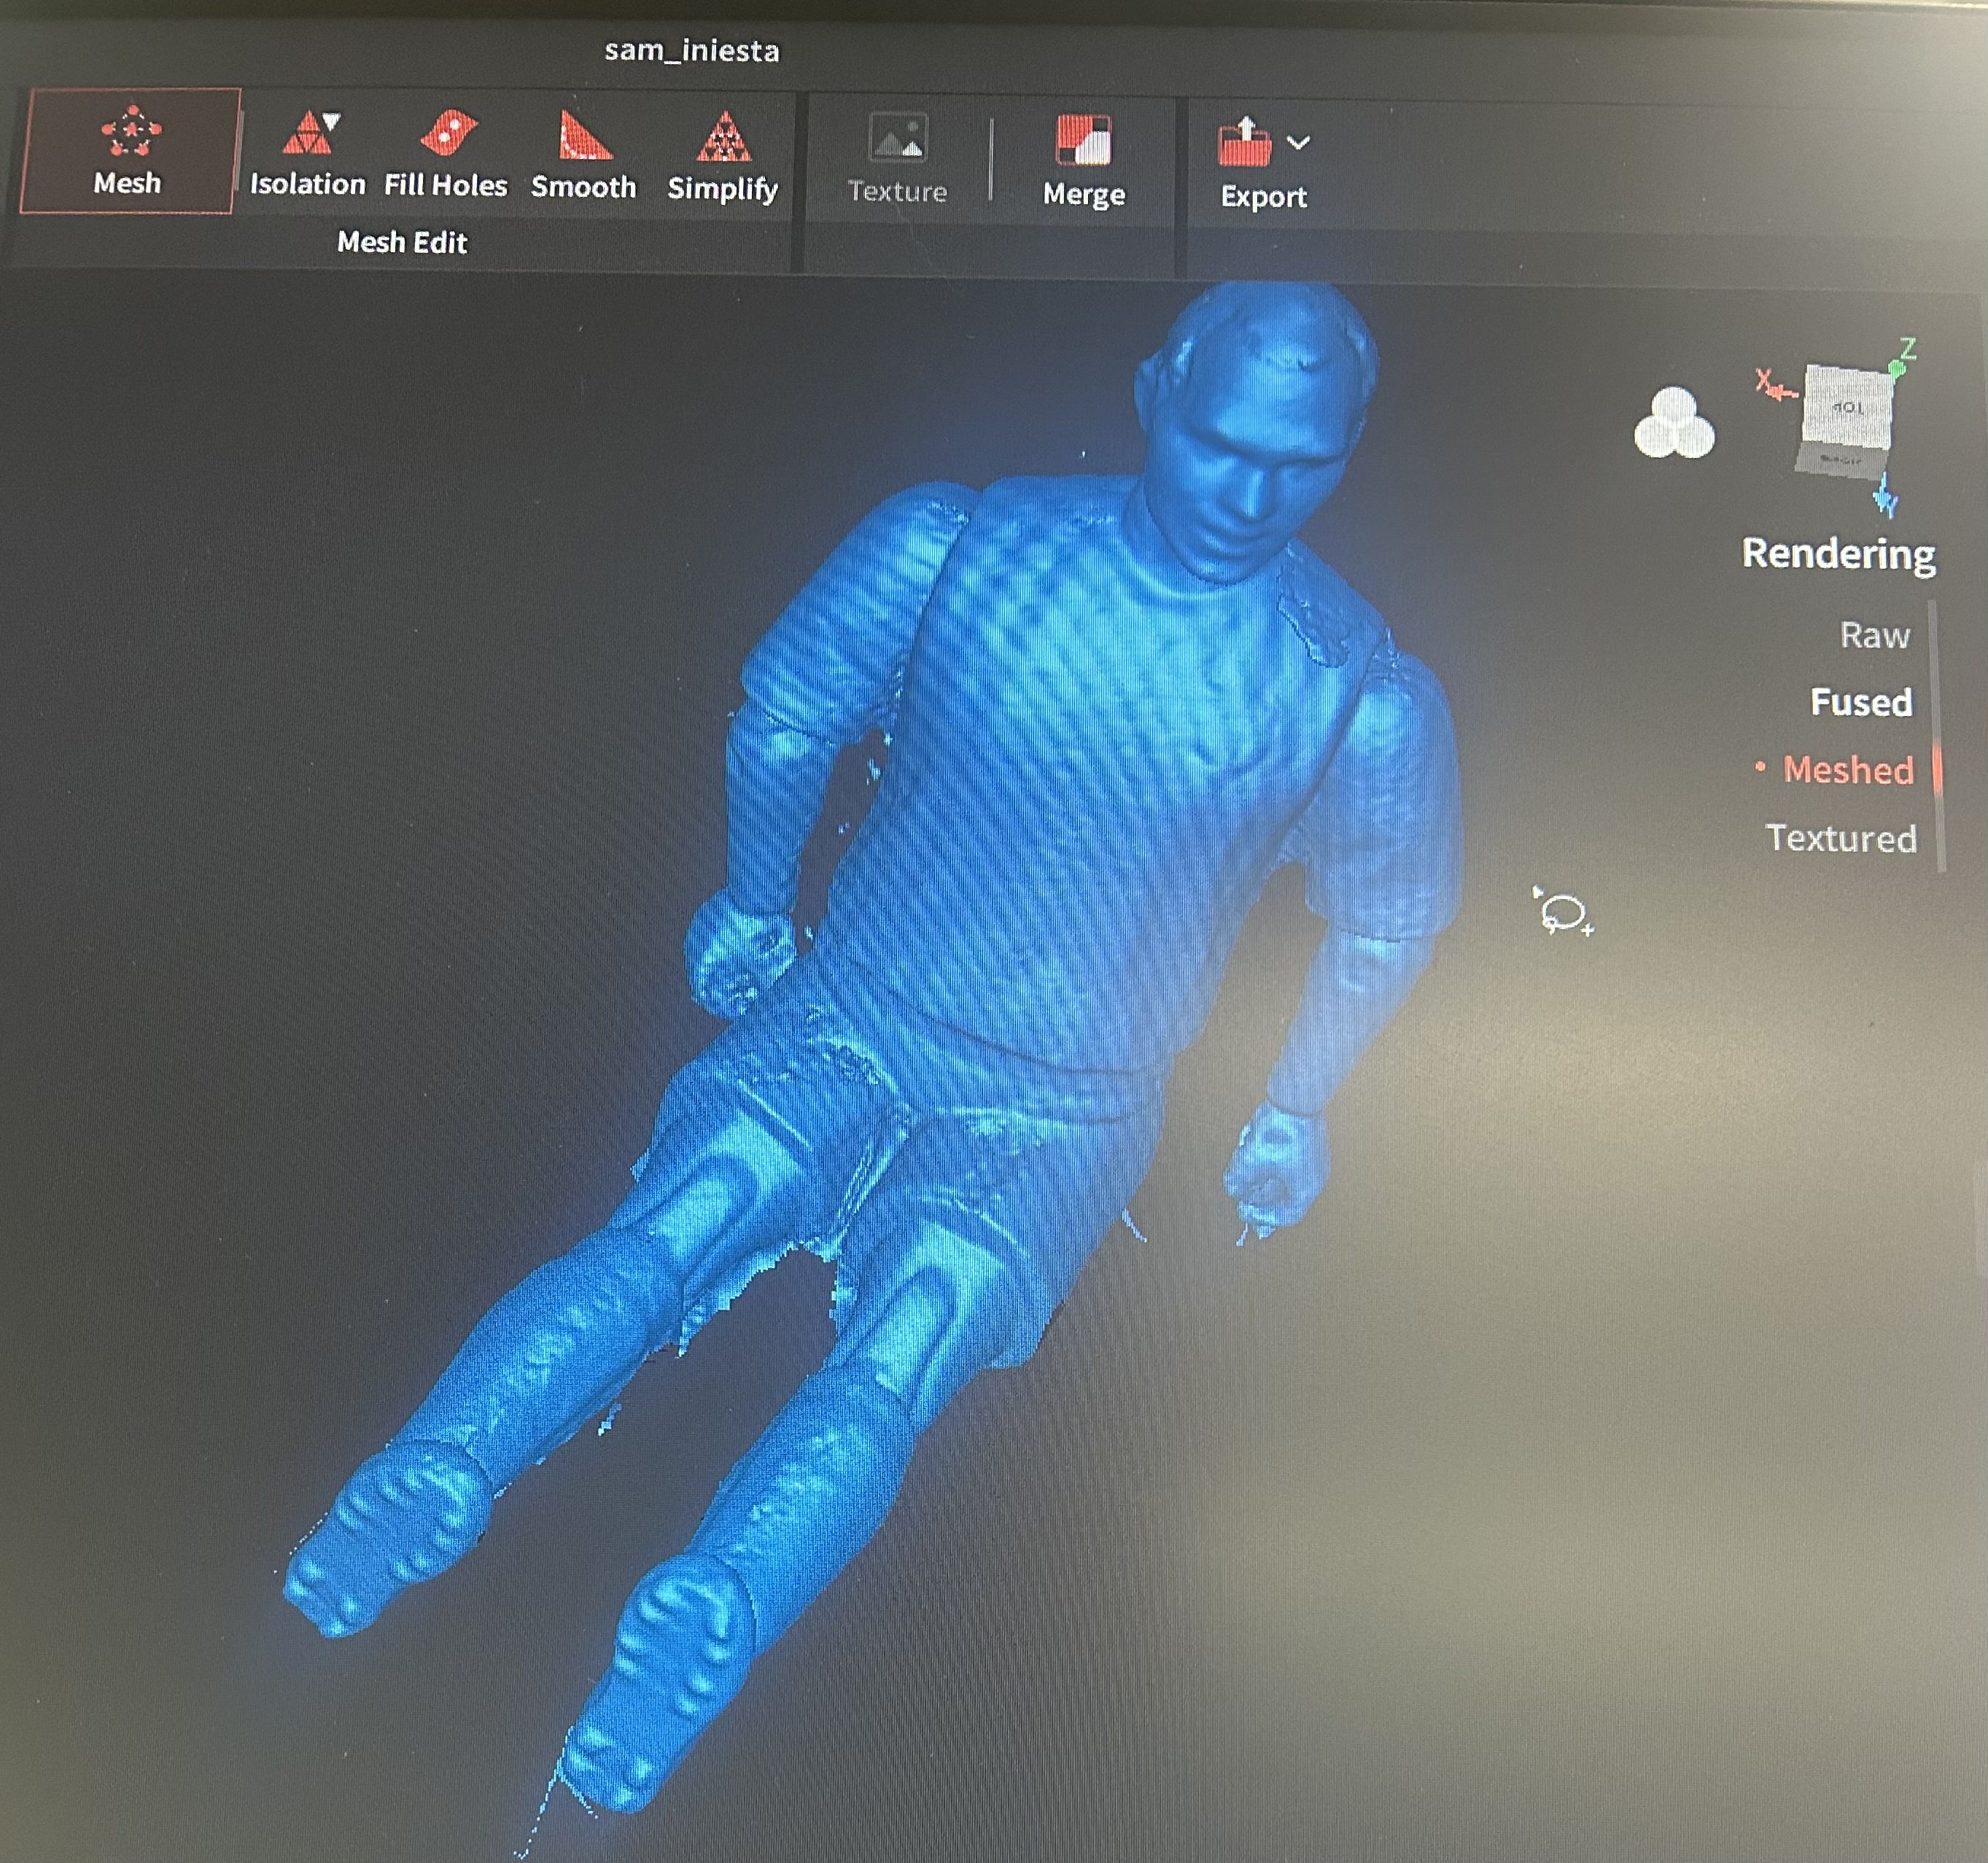 sam_iniesta
Mesh
Isolation
Fill Holes
Smooth
Simplify
Texture
Merge
Export
Mesh Edit
Z
X
TOP
Y
Rendering
Raw
Fused
Meshed
Textured